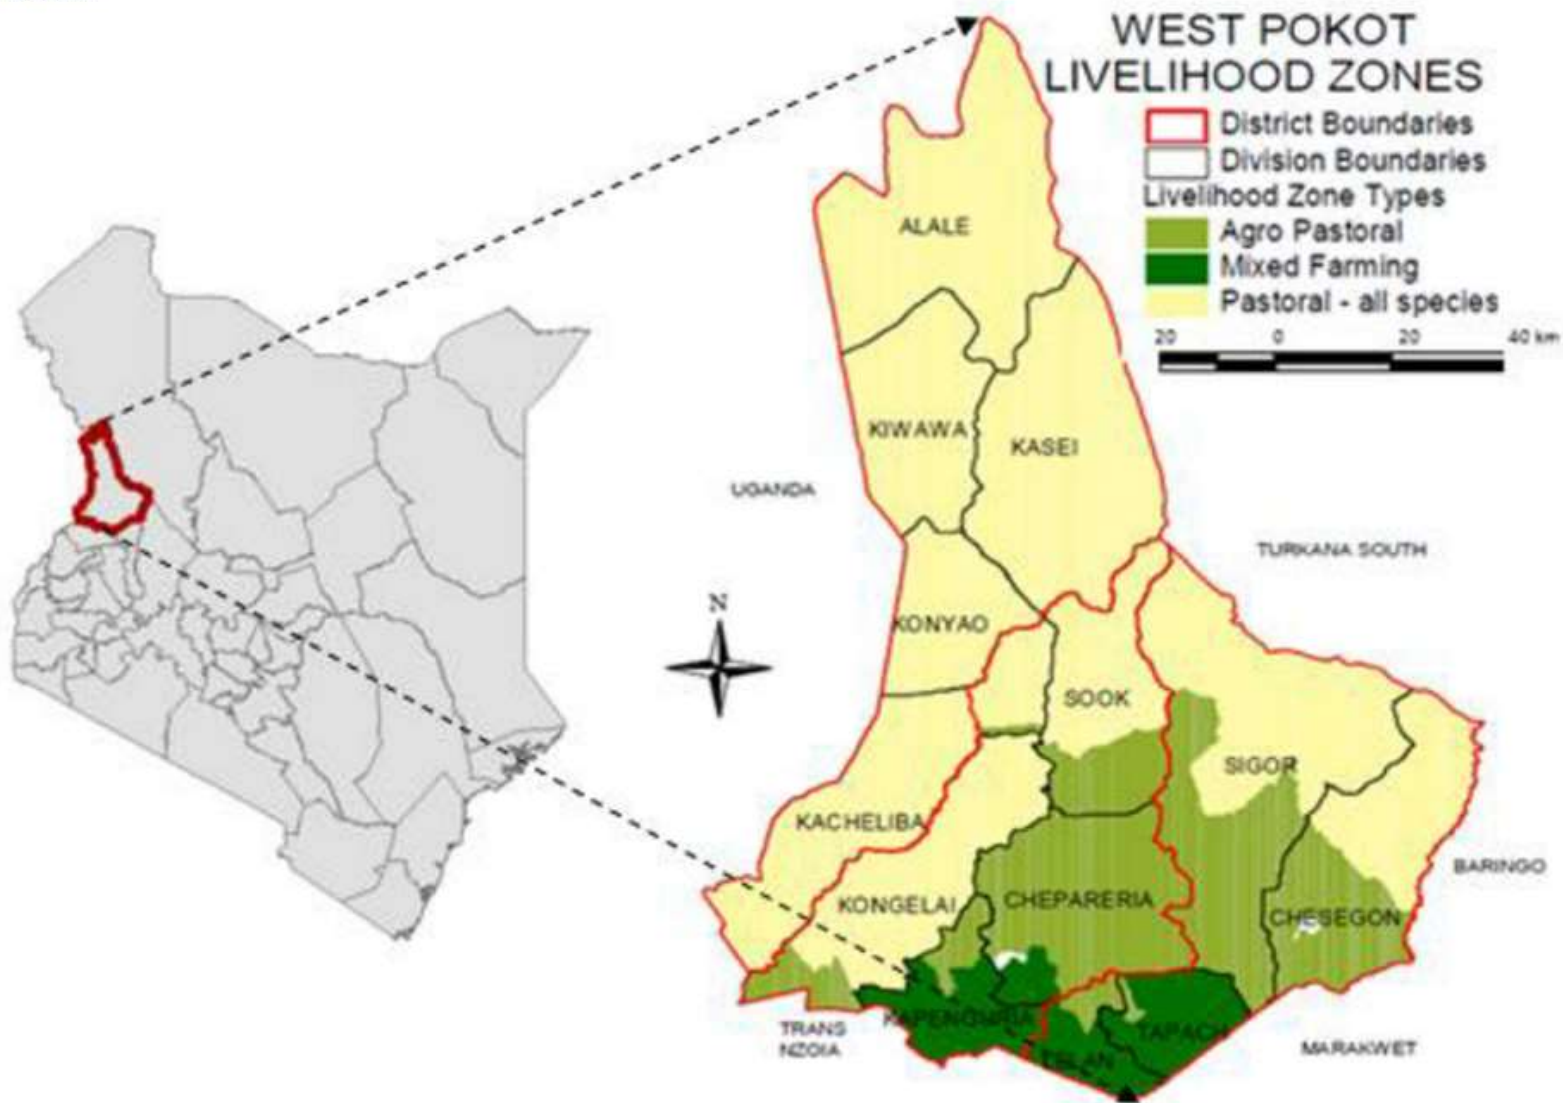 WEST POKOT
LIVELIHOOD ZONES
District Boundaries
Division Boundaries
Livelihood Zone Types
Agro Pastoral
Mixed Farming
Pastoral - all species
20 0 20 40 km
ALALE
KIWAWA
KASEI
UGANDA
TURKANA SOUTH
N
KONYAO
SOOK
SIGOR
KACHELIBA
BARINGO
KONGELAI
CHEPARERIA
CHESEGON
KAPENGURIA
TRANS
NZOIA
TAPACH
MARAKWET